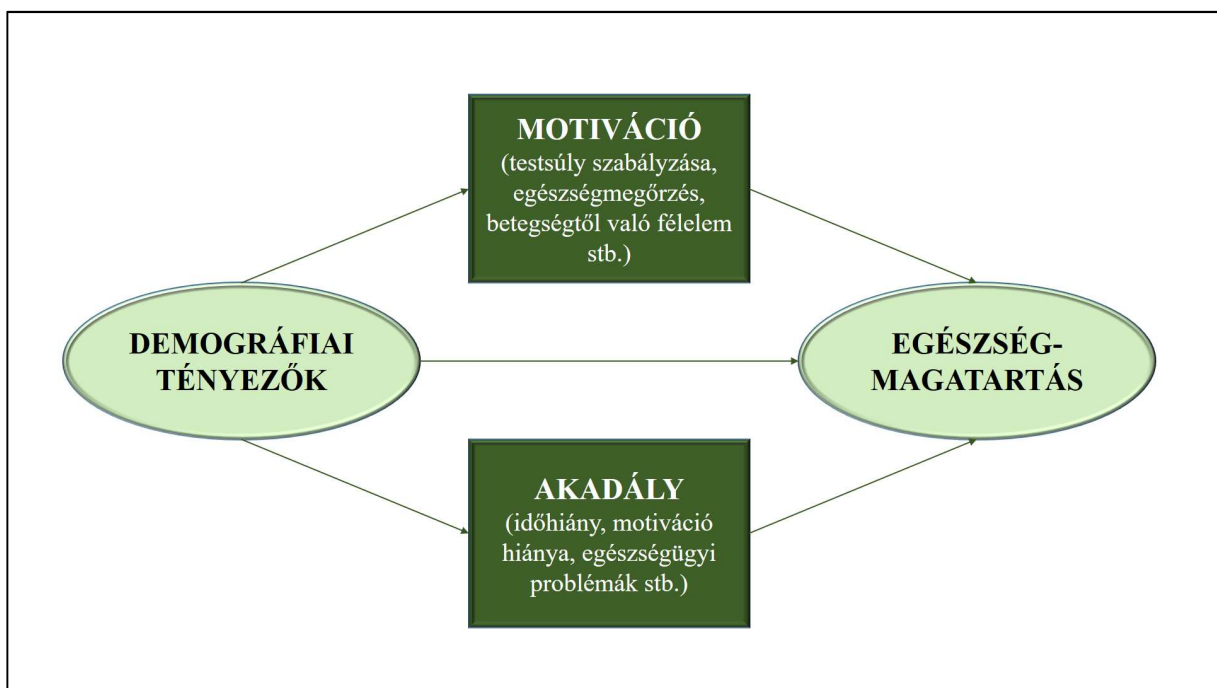 MOTIVÁCIÓ
(testsúly szabályzása,
egészségmegőrzés,
betegségtől való félelem
stb.)
DEMOGRÁFIAI
TÉNYEZŐK
EGÉSZSÉG-
MAGATARTÁS
AKADÁLY
(időhiány, motiváció
hiánya, egészségügyi
problémák stb.)